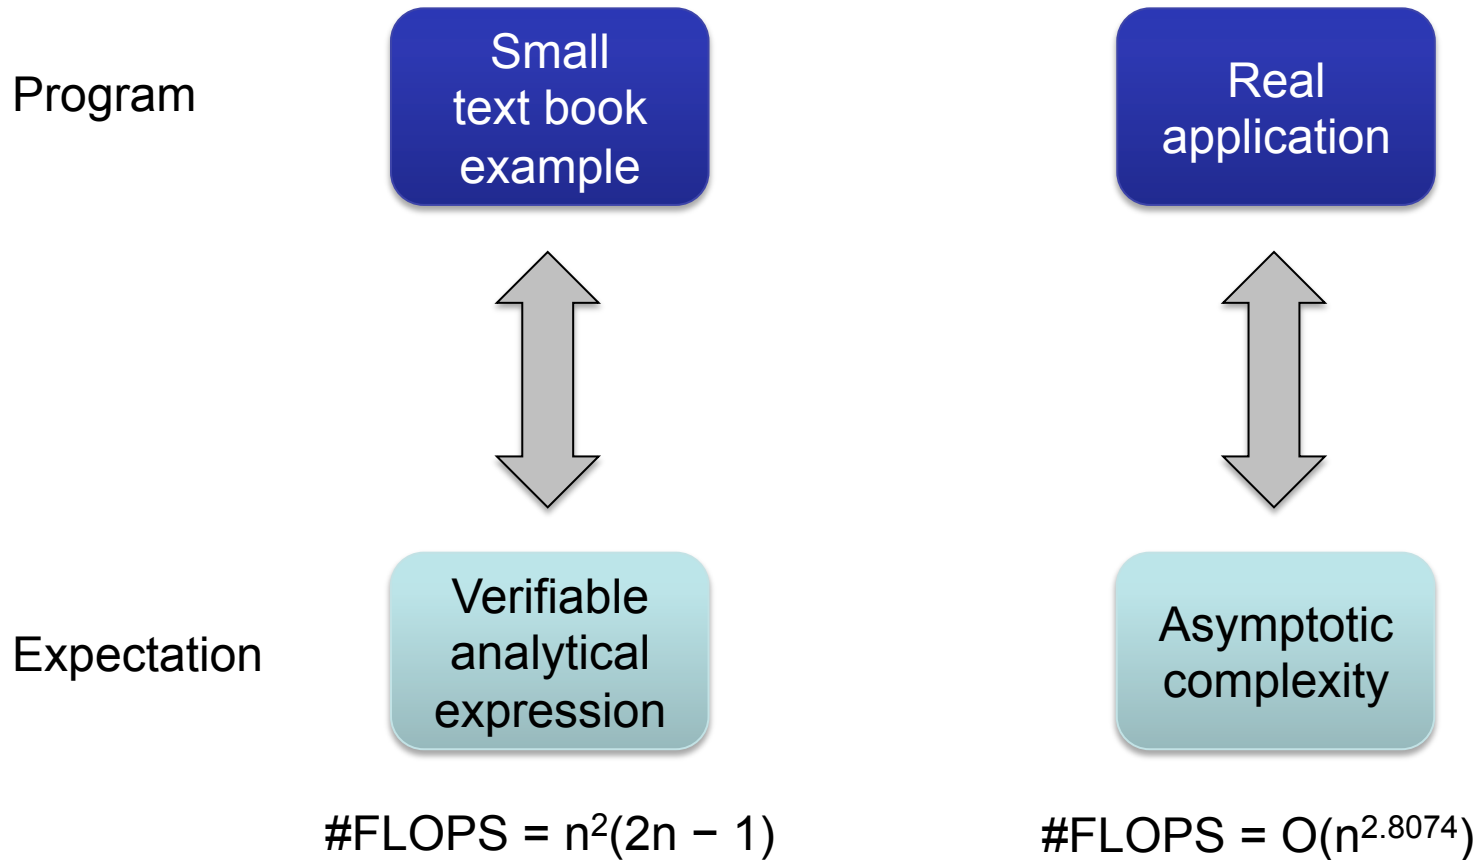 Program
Small
text book
example
Real
application
Expectation
Verifiable
analytical
expression
Asymptotic
complexity
#FLOPS = n²(2n − 1)
#FLOPS = O(n²·⁸⁰⁷⁴)